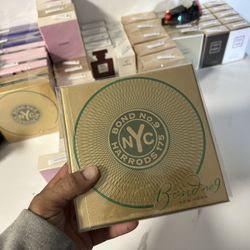 BOND NO. 9
NYC
HARRODS 175
Bond no. 9
NEW YORK